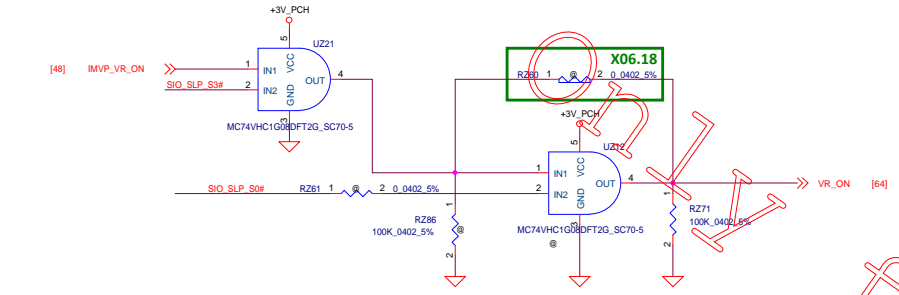 +3V_PCH
UZ21
5
[48] IMVP_VR_ON 1 IN1 VCC OUT 4
SIO_SLP_S3# 2 IN2 GND
3
MC74VHC1G08DFT2G_SC70-5
X06.18
RZ60 1 @ 2 0_0402_5%
+3V_PCH
UZ12
5
1 IN1 VCC OUT 4
SIO_SLP_S0# RZ61 1 @ 2 0_0402_5% 2 IN2 GND
VR_ON [64]
3
MC74VHC1G08DFT2G_SC70-5
@
1
RZ86 @
100K_0402_5%
2
1
RZ71
100K_0402_5%
2